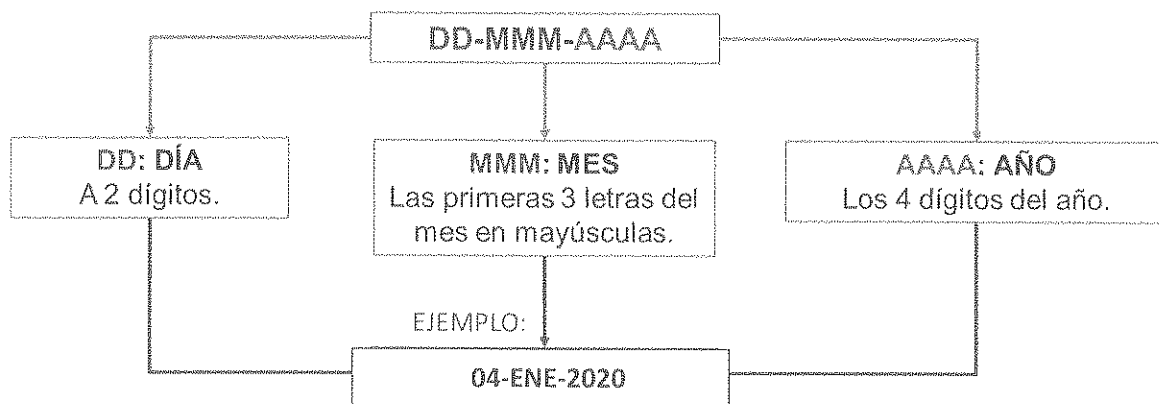 DD-MMM-AAAA
DD: DÍA
A 2 dígitos.
MMM: MES
Las primeras 3 letras del
mes en mayúsculas.
AAAA: AÑO
Los 4 dígitos del año.
EJEMPLO:
04-ENE-2020